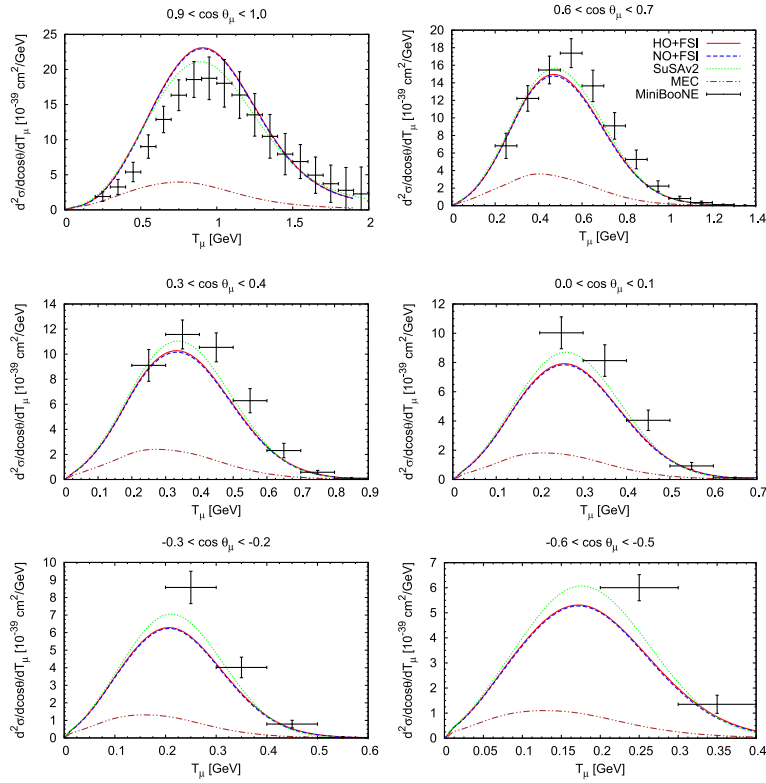 0.9 < cos θμ < 1.0
d²σ/dcosθ/dTμ [10⁻³⁹ cm²/GeV]
25
20
15
10
5
0
0 0.5 1 1.5 2
Tμ [GeV]
0.6 < cos θμ < 0.7
d²σ/dcosθ/dTμ [10⁻³⁹ cm²/GeV]
HO+FSI
NO+FSI
SuSAv2
MEC
MiniBooNE
20
18
16
14
12
10
8
6
4
2
0
0 0.2 0.4 0.6 0.8 1 1.2 1.4
Tμ [GeV]
0.3 < cos θμ < 0.4
d²σ/dcosθ/dTμ [10⁻³⁹ cm²/GeV]
14
12
10
8
6
4
2
0
0 0.1 0.2 0.3 0.4 0.5 0.6 0.7 0.8 0.9
Tμ [GeV]
0.0 < cos θμ < 0.1
d²σ/dcosθ/dTμ [10⁻³⁹ cm²/GeV]
12
10
8
6
4
2
0
0 0.1 0.2 0.3 0.4 0.5 0.6 0.7
Tμ [GeV]
-0.3 < cos θμ < -0.2
d²σ/dcosθ/dTμ [10⁻³⁹ cm²/GeV]
10
9
8
7
6
5
4
3
2
1
0
0 0.1 0.2 0.3 0.4 0.5 0.6
Tμ [GeV]
-0.6 < cos θμ < -0.5
d²σ/dcosθ/dTμ [10⁻³⁹ cm²/GeV]
7
6
5
4
3
2
1
0
0 0.05 0.1 0.15 0.2 0.25 0.3 0.35 0.4
Tμ [GeV]